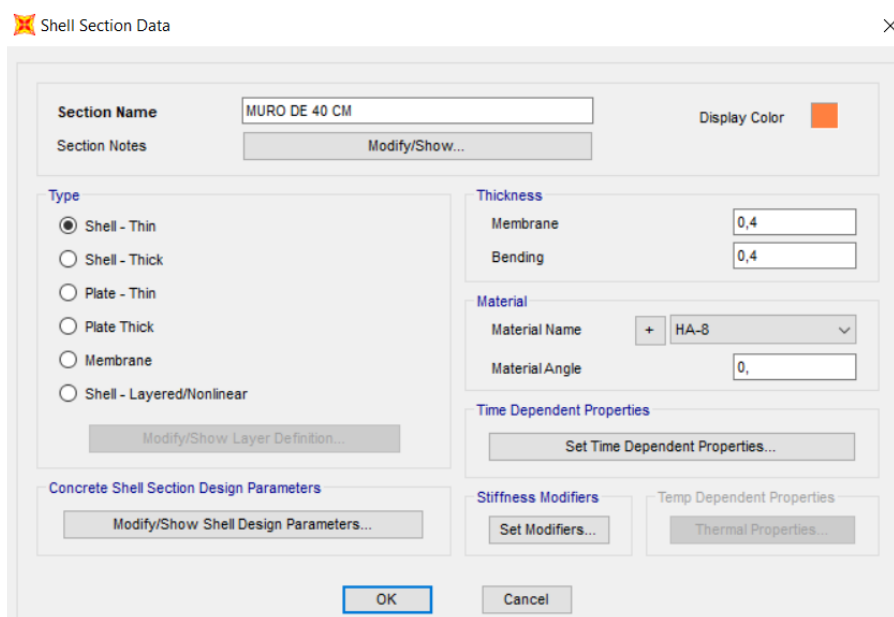 Shell Section Data
Section Name
MURO DE 40 CM
Display Color
Section Notes
Modify/Show...
Type
Shell - Thin
Shell - Thick
Plate - Thin
Plate Thick
Membrane
Shell - Layered/Nonlinear
Modify/Show Layer Definition...
Thickness
Membrane
0,4
Bending
0,4
Material
Material Name
+
HA-8
Material Angle
0,
Time Dependent Properties
Set Time Dependent Properties...
Concrete Shell Section Design Parameters
Modify/Show Shell Design Parameters...
Stiffness Modifiers
Set Modifiers...
Temp Dependent Properties
Thermal Properties...
OK
Cancel